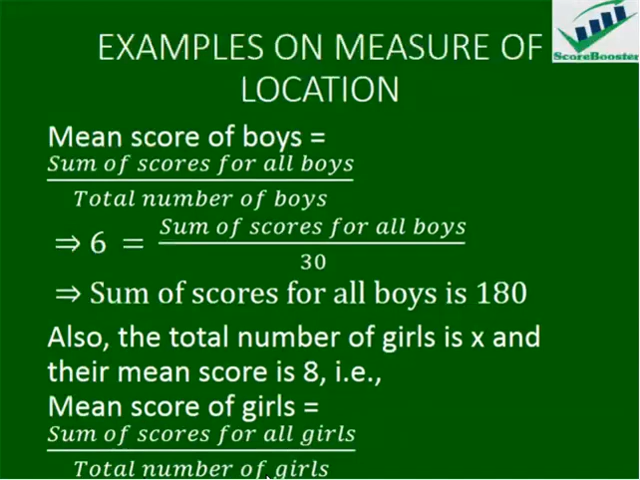 EXAMPLES ON MEASURE OF
LOCATION
ScoreBooster
Mean score of boys =
Sum of scores for all boys
Total number of boys
⇒ 6 = Sum of scores for all boys
30
⇒ Sum of scores for all boys is 180
Also, the total number of girls is x and
their mean score is 8, i.e.,
Mean score of girls =
Sum of scores for all girls
Total number of girls